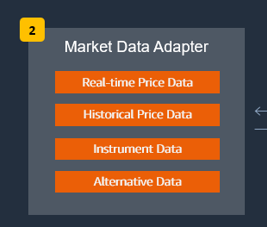 2
Market Data Adapter
Real-time Price Data
Historical Price Data
Instrument Data
Alternative Data